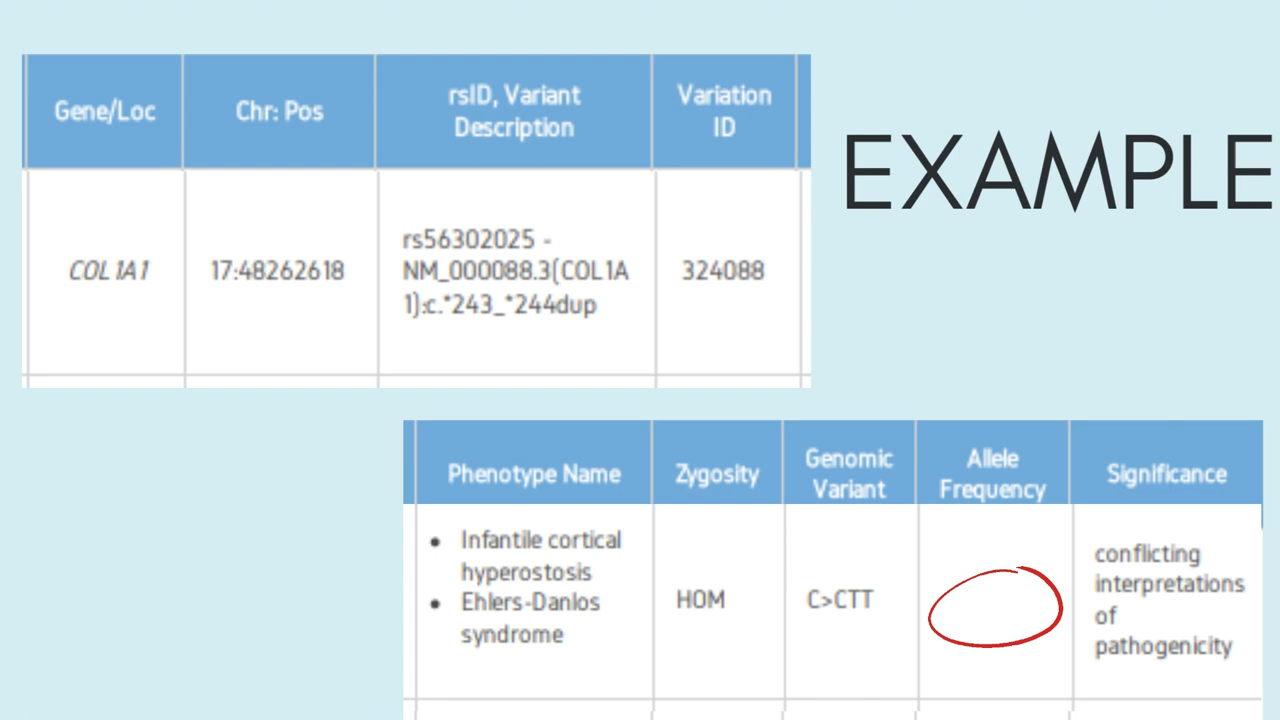 Gene/Loc
Chr: Pos
rsID, Variant
Description
Variation
ID
COL1A1
17:48262618
rs56302025 -
NM_000088.3(COL1A
1):c.*243_*244dup
324088
EXAMPLE
Phenotype Name
Zygosity
Genomic
Variant
Allele
Frequency
Significance
• Infantile cortical
hyperostosis
• Ehlers-Danlos
syndrome
HOM
C>CTT
conflicting
interpretations
of
pathogenicity